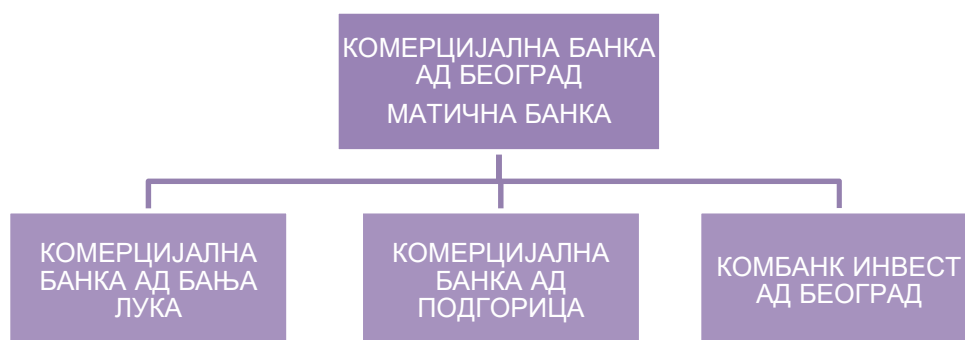 КОМЕРЦИЈАЛНА БАНКА
АД БЕОГРАД
МАТИЧНА БАНКА
КОМЕРЦИЈАЛНА
БАНКА АД БАЊА
ЛУКА
КОМЕРЦИЈАЛНА
БАНКА АД
ПОДГОРИЦА
КОМБАНК ИНВЕСТ
АД БЕОГРАД